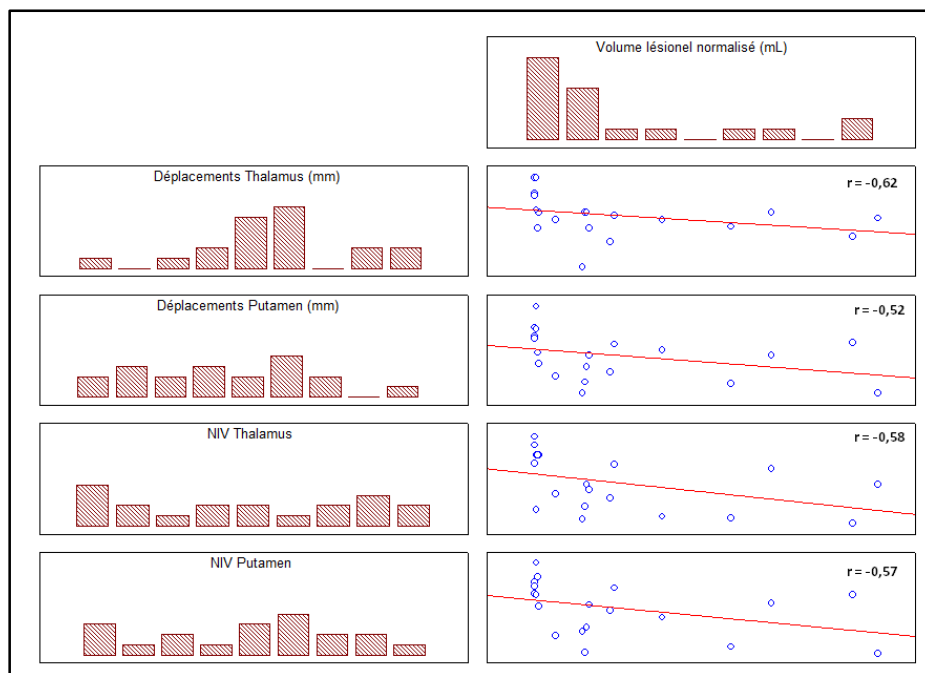 Volume lésionel normalisé (mL)
Déplacements Thalamus (mm)
r = -0,62
Déplacements Putamen (mm)
r = -0,52
NIV Thalamus
r = -0,58
NIV Putamen
r = -0,57